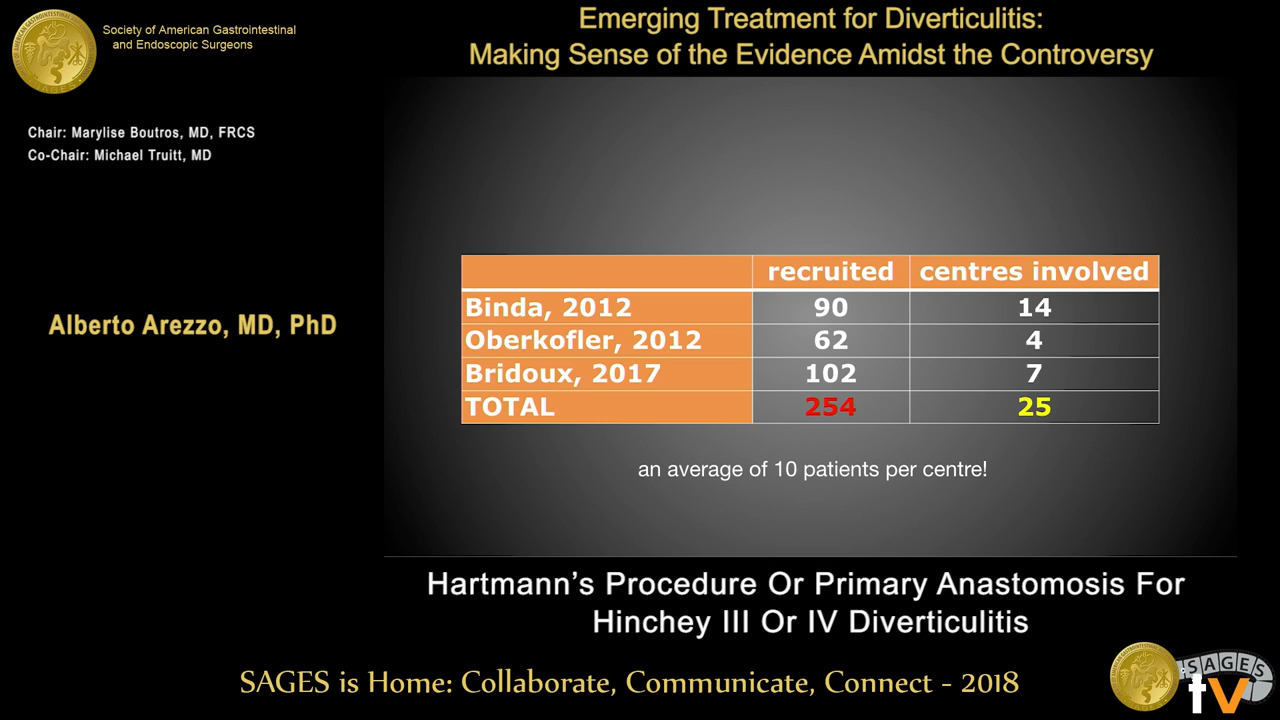 Society of American Gastrointestinal
and Endoscopic Surgeons
Emerging Treatment for Diverticulitis:
Making Sense of the Evidence Amidst the Controversy
Chair: Marylise Boutros, MD, FRCS
Co-Chair: Michael Truitt, MD
Alberto Arezzo, MD, PhD
recruited centres involved
Binda, 2012 90 14
Oberkofler, 2012 62 4
Bridoux, 2017 102 7
TOTAL 254 25
an average of 10 patients per centre!
Hartmann's Procedure Or Primary Anastomosis For
Hinchey III Or IV Diverticulitis
SAGES is Home: Collaborate, Communicate, Connect - 2018
SAGES
tv